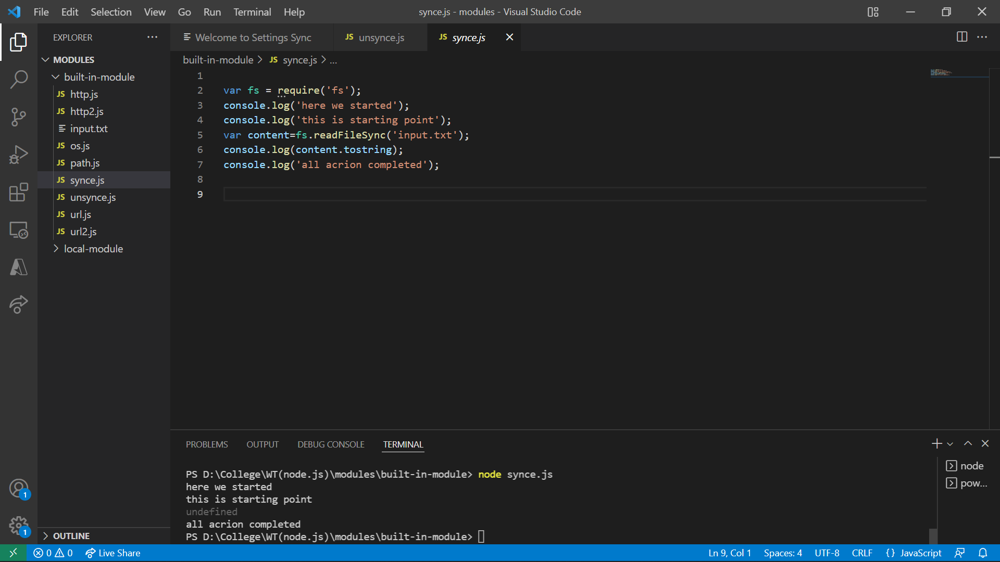 File Edit Selection View Go Run Terminal Help synce.js - modules - Visual Studio Code
EXPLORER ···
Welcome to Settings Sync JS unsynce.js JS synce.js
MODULES
built-in-module > JS synce.js > ...
built-in-module
JS http.js
JS http2.js
input.txt
JS os.js
JS path.js
JS synce.js
JS unsynce.js
JS url.js
JS url2.js
local-module
1
2 var fs = require('fs');
3 console.log('here we started');
4 console.log('this is starting point');
5 var content=fs.readFileSync('input.txt');
6 console.log(content.tostring);
7 console.log('all acrion completed');
8
9
PROBLEMS OUTPUT DEBUG CONSOLE TERMINAL
PS D:\College\WT(node.js)\modules\built-in-module> node synce.js
here we started
this is starting point
undefined
all acrion completed
PS D:\College\WT(node.js)\modules\built-in-module>
node
pow...
1
1
OUTLINE
0 0 Live Share Ln 9, Col 1 Spaces: 4 UTF-8 CRLF {} JavaScript